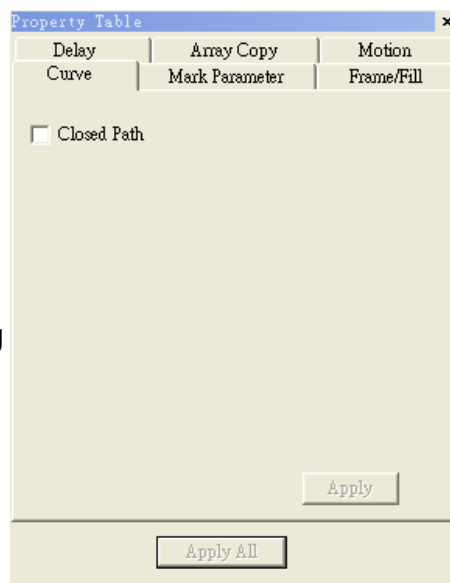 Property Table ×
Delay Array Copy Motion
Curve Mark Parameter Frame/Fill
Closed Path
Apply
Apply All